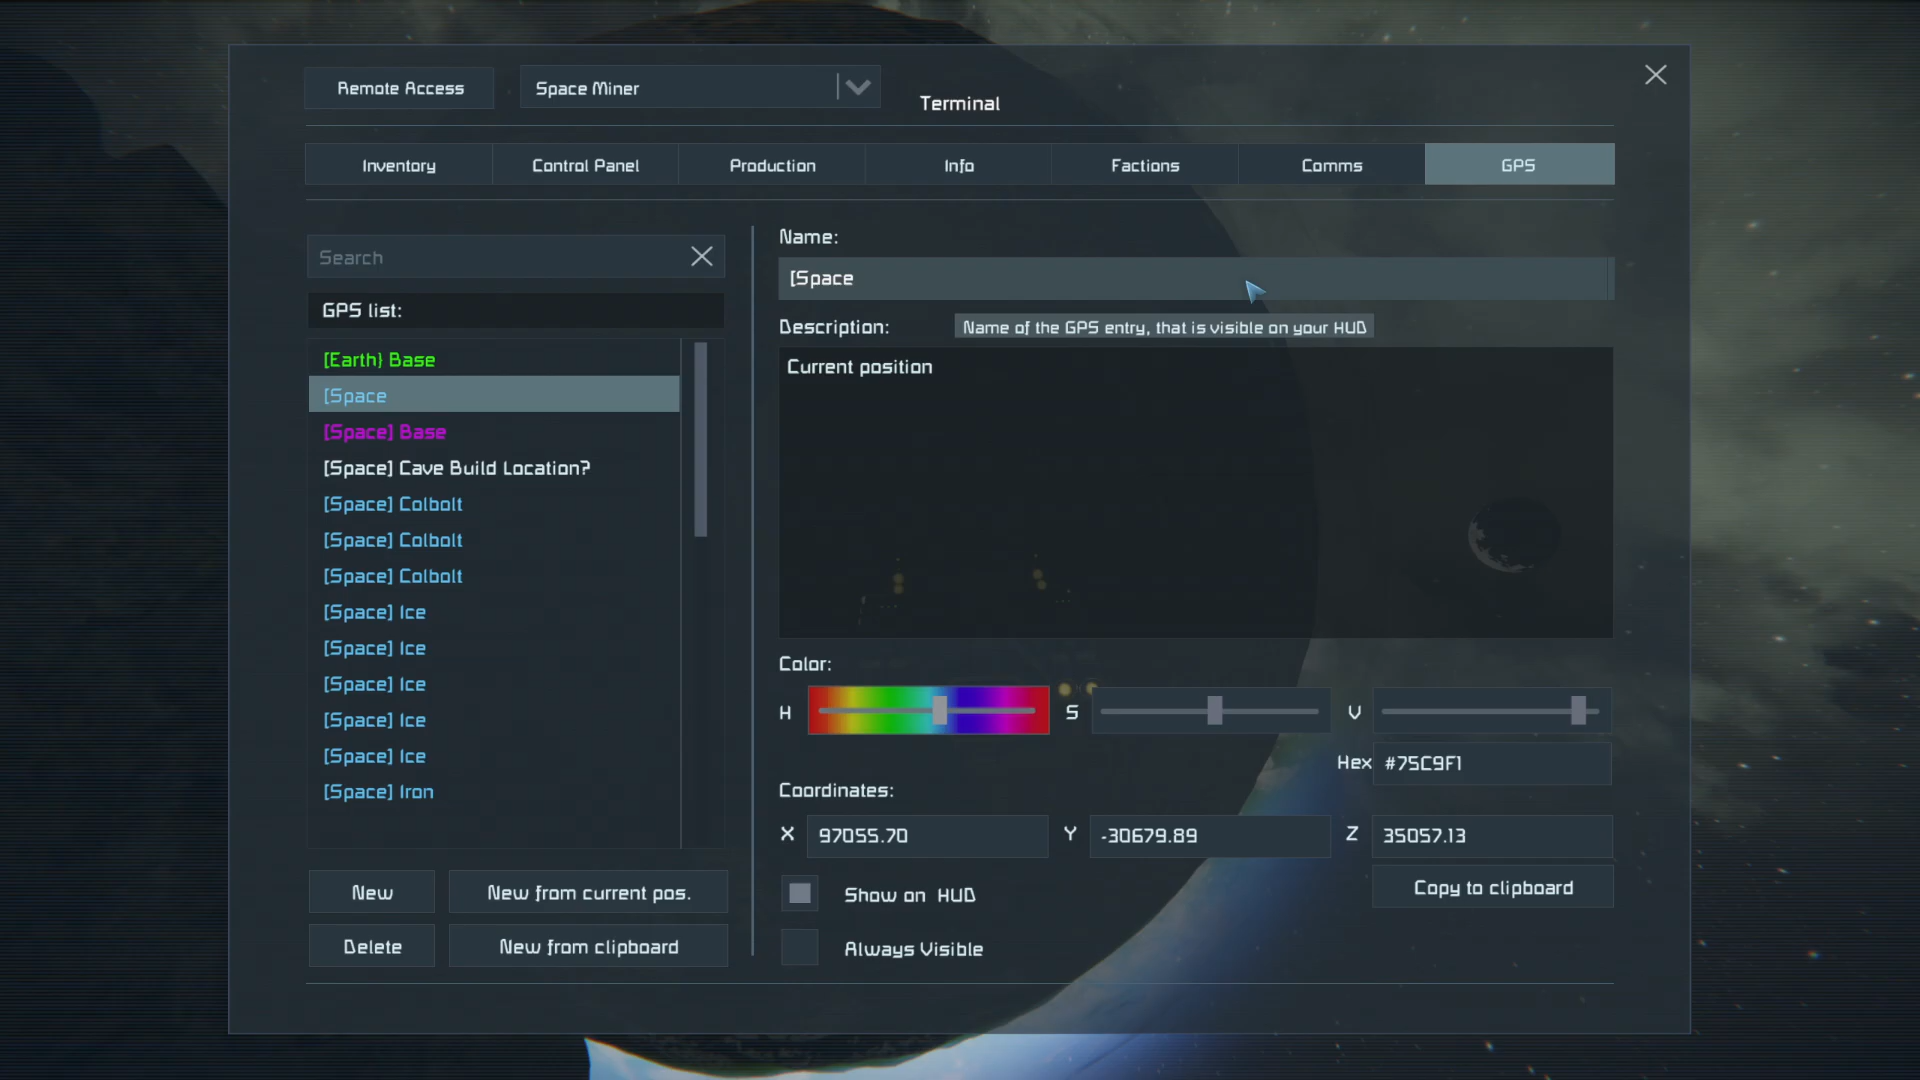 Remote Access
Space Miner
Terminal
Inventory
Control Panel
Production
Info
Factions
Comms
GPS
Search
GPS list:
[Earth} Base
[Space
[Space] Base
[Space] Cave Build Location?
[Space] Colbolt
[Space] Colbolt
[Space] Colbolt
[Space] Ice
[Space] Ice
[Space] Ice
[Space] Ice
[Space] Ice
[Space] Iron
New
New from current pos.
Delete
New from clipboard
Name:
[Space
Description:
Name of the GPS entry, that is visible on your HUD
Current position
Color:
H
S
V
Hex #75C9F1
Coordinates:
X 97055.70
Y -30679.89
Z 35057.13
Show on HUD
Copy to clipboard
Always Visible